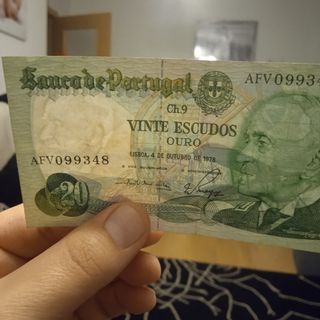 Banco de Portugal
AFV09934
Ch.9
VINTE ESCUDOS
OURO
AFV099348
LISBOA, 4 DE OUTUBRO DE 1978
20